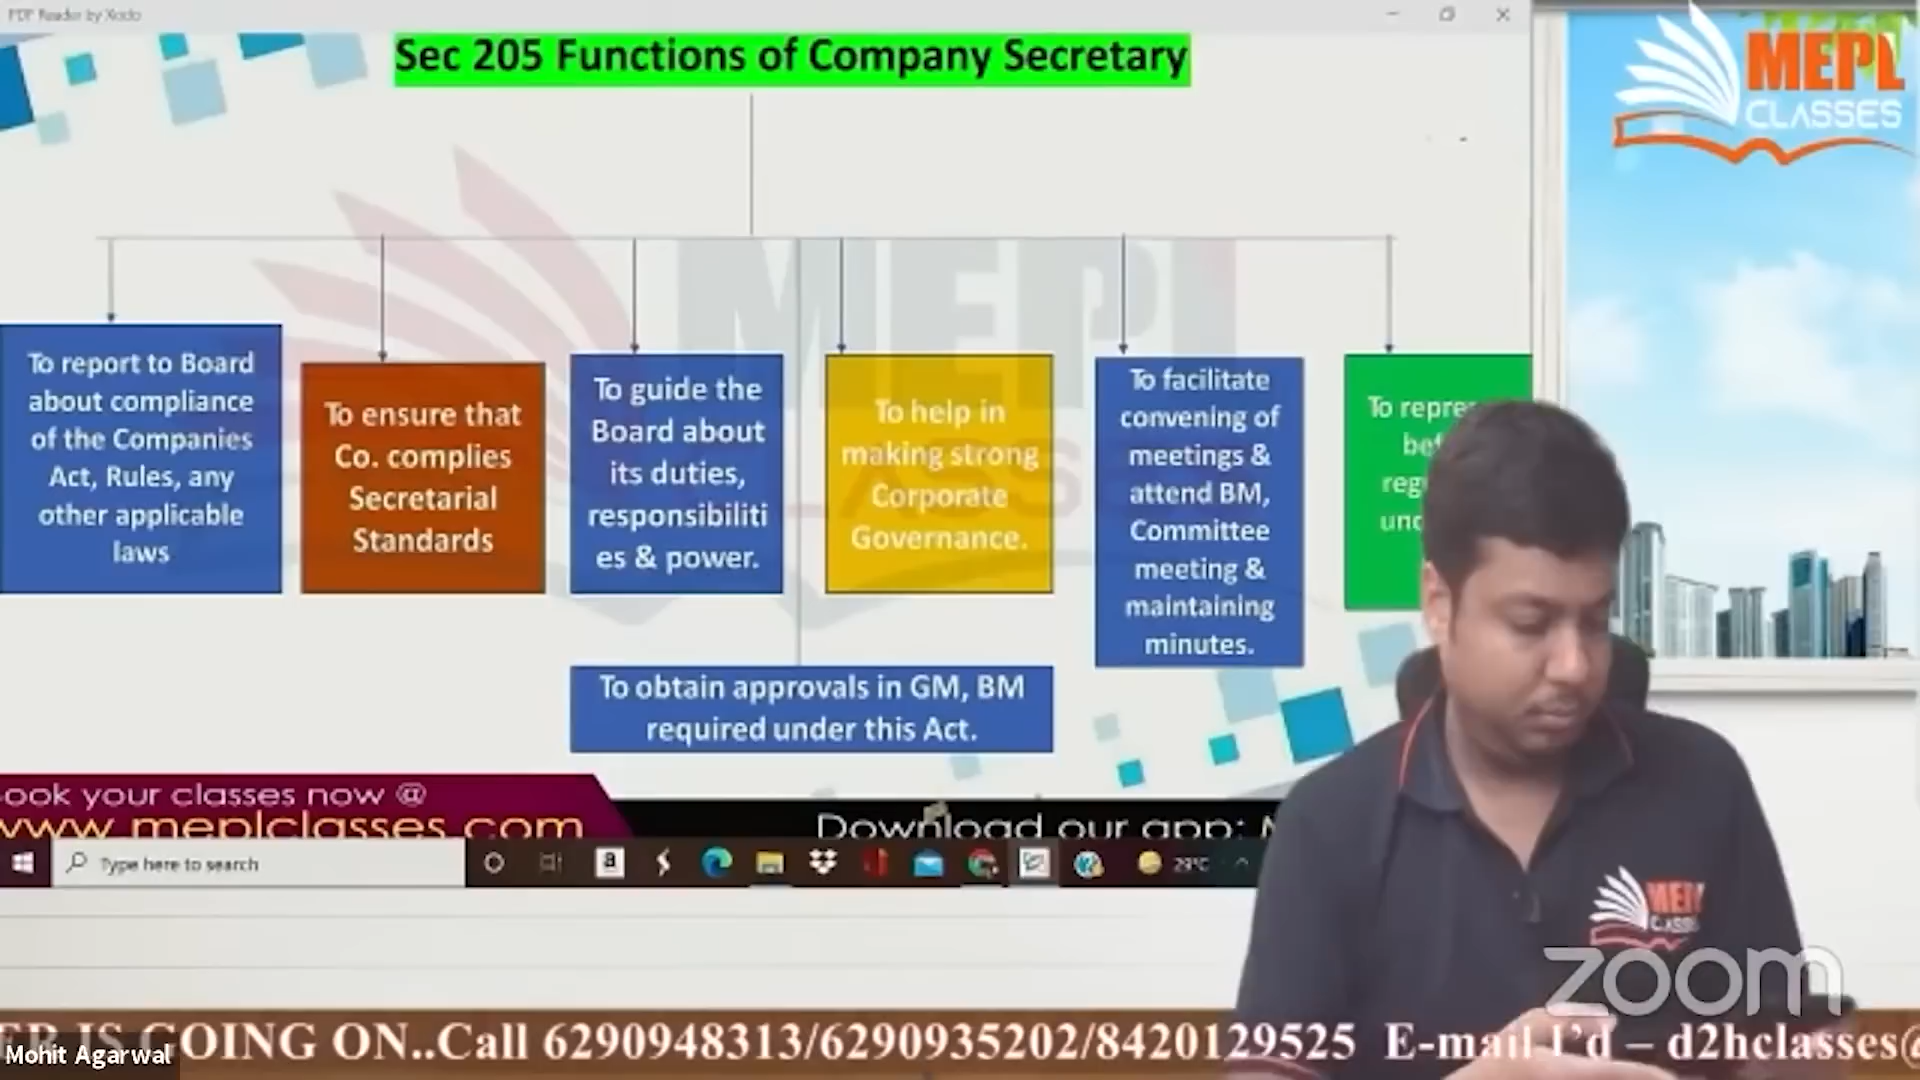 PDF Reader by Xodo
Sec 205 Functions of Company Secretary
MEPL
CLASSES
To report to Board
about compliance
of the Companies
Act, Rules, any
other applicable
laws
To ensure that
Co. complies
Secretarial
Standards
To guide the
Board about
its duties,
responsibiliti
es & power.
To help in
making strong
Corporate
Governance.
To facilitate
convening of
meetings &
attend BM,
Committee
meeting &
maintaining
minutes.
To
To obtain approvals in GM, BM
required under this Act.
MEPL
CLASSES
ook your classes now @
www.meplclasses.com
Download our app:
Type here to search
29°C
zoom
IS GOING ON..Call 6290948313/6290935202/8420129525 E-mail I'd – d2hclasses@
Mohit Agarwal